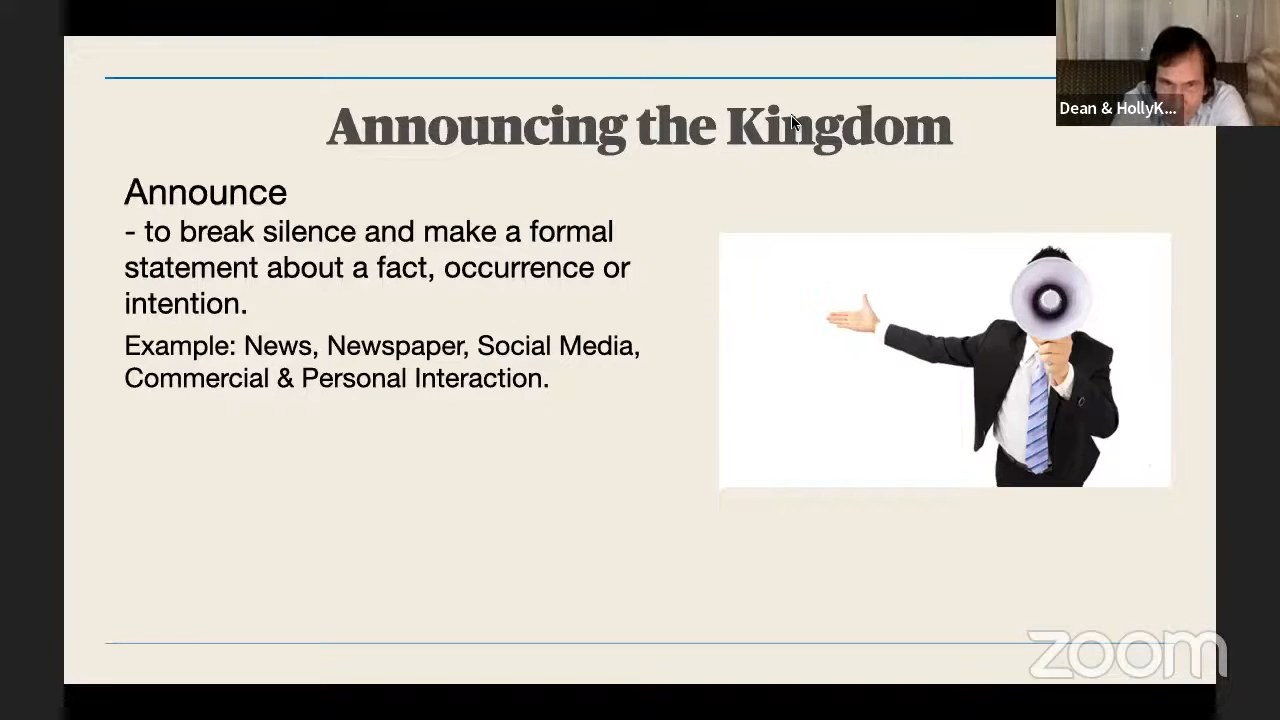 Dean & HollyK...
Announcing the Kingdom
Announce
- to break silence and make a formal
statement about a fact, occurrence or
intention.
Example: News, Newspaper, Social Media,
Commercial & Personal Interaction.
zoom